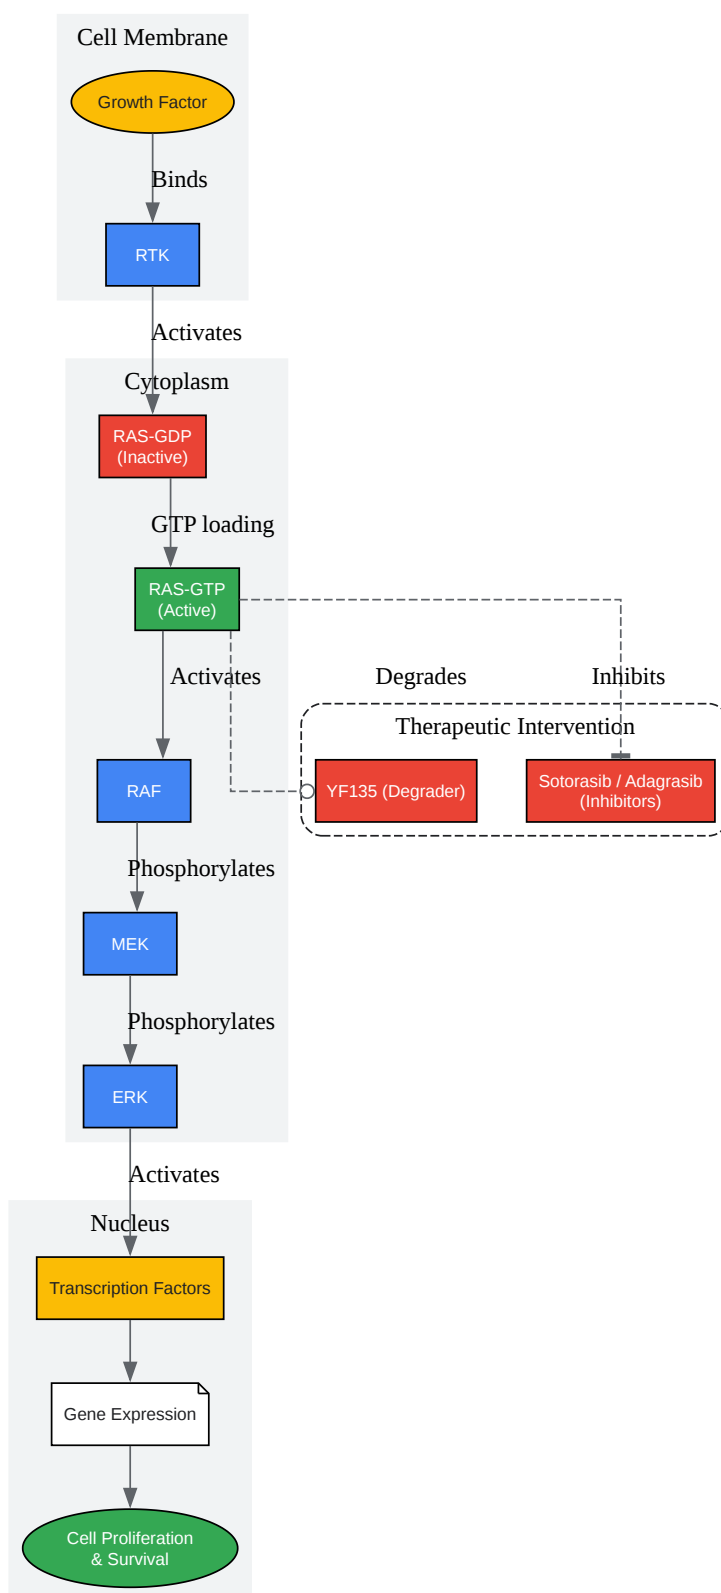 Cell Membrane
Growth Factor
Binds
RTK
Activates
Cytoplasm
RAS-GDP
(Inactive)
GTP loading
RAS-GTP
(Active)
Activates
Degrades
Inhibits
Therapeutic Intervention
RAF
YF135 (Degrader)
Sotorasib / Adagrasib
(Inhibitors)
Phosphorylates
MEK
Phosphorylates
ERK
Activates
Nucleus
Transcription Factors
Gene Expression
Cell Proliferation
& Survival